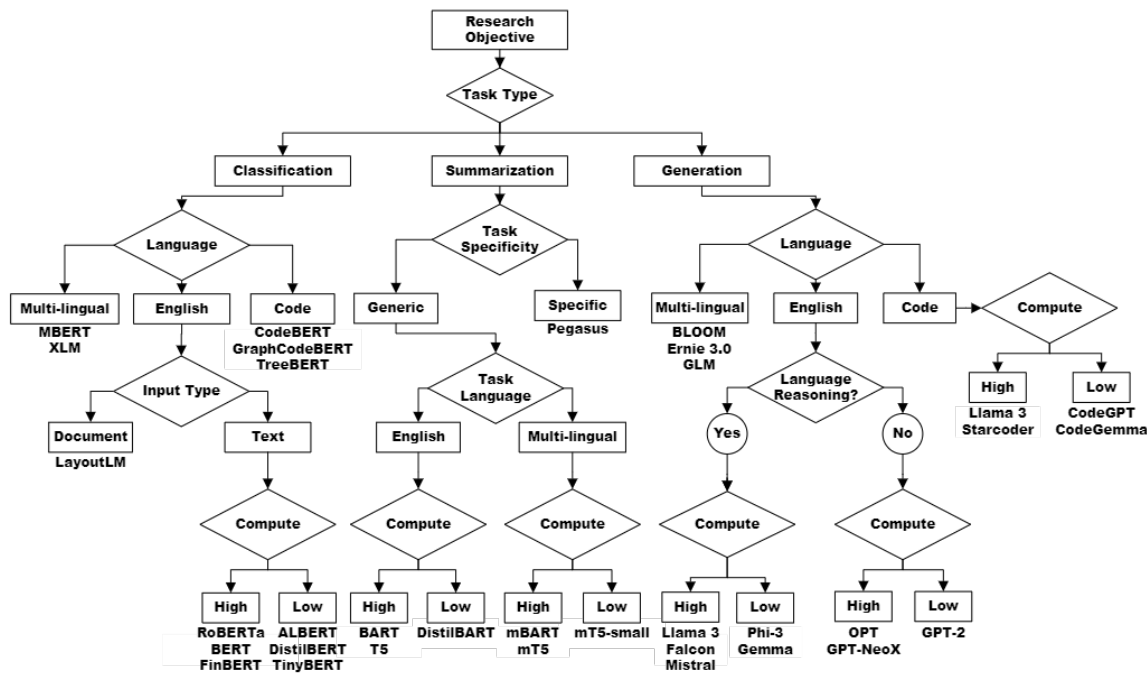 Research
Objective
Task Type
Classification
Summarization
Generation
Language
Task
Specificity
Language
Multi-lingual
MBERT
XLM
English
Code
CodeBERT
GraphCodeBERT
TreeBERT
Generic
Specific
Pegasus
Multi-lingual
BLOOM
Ernie 3.0
GLM
English
Code
Compute
High
Llama 3
Starcoder
Low
CodeGPT
CodeGemma
Input Type
Task
Language
Language
Reasoning?
Document
LayoutLM
Text
English
Multi-lingual
Yes
No
Compute
Compute
Compute
Compute
Compute
High
RoBERTa
BERT
FinBERT
Low
ALBERT
DistilBERT
TinyBERT
High
BART
T5
Low
DistilBART
High
mBART
mT5
Low
mT5-small
High
Llama 3
Falcon
Mistral
Low
Phi-3
Gemma
High
OPT
GPT-NeoX
Low
GPT-2